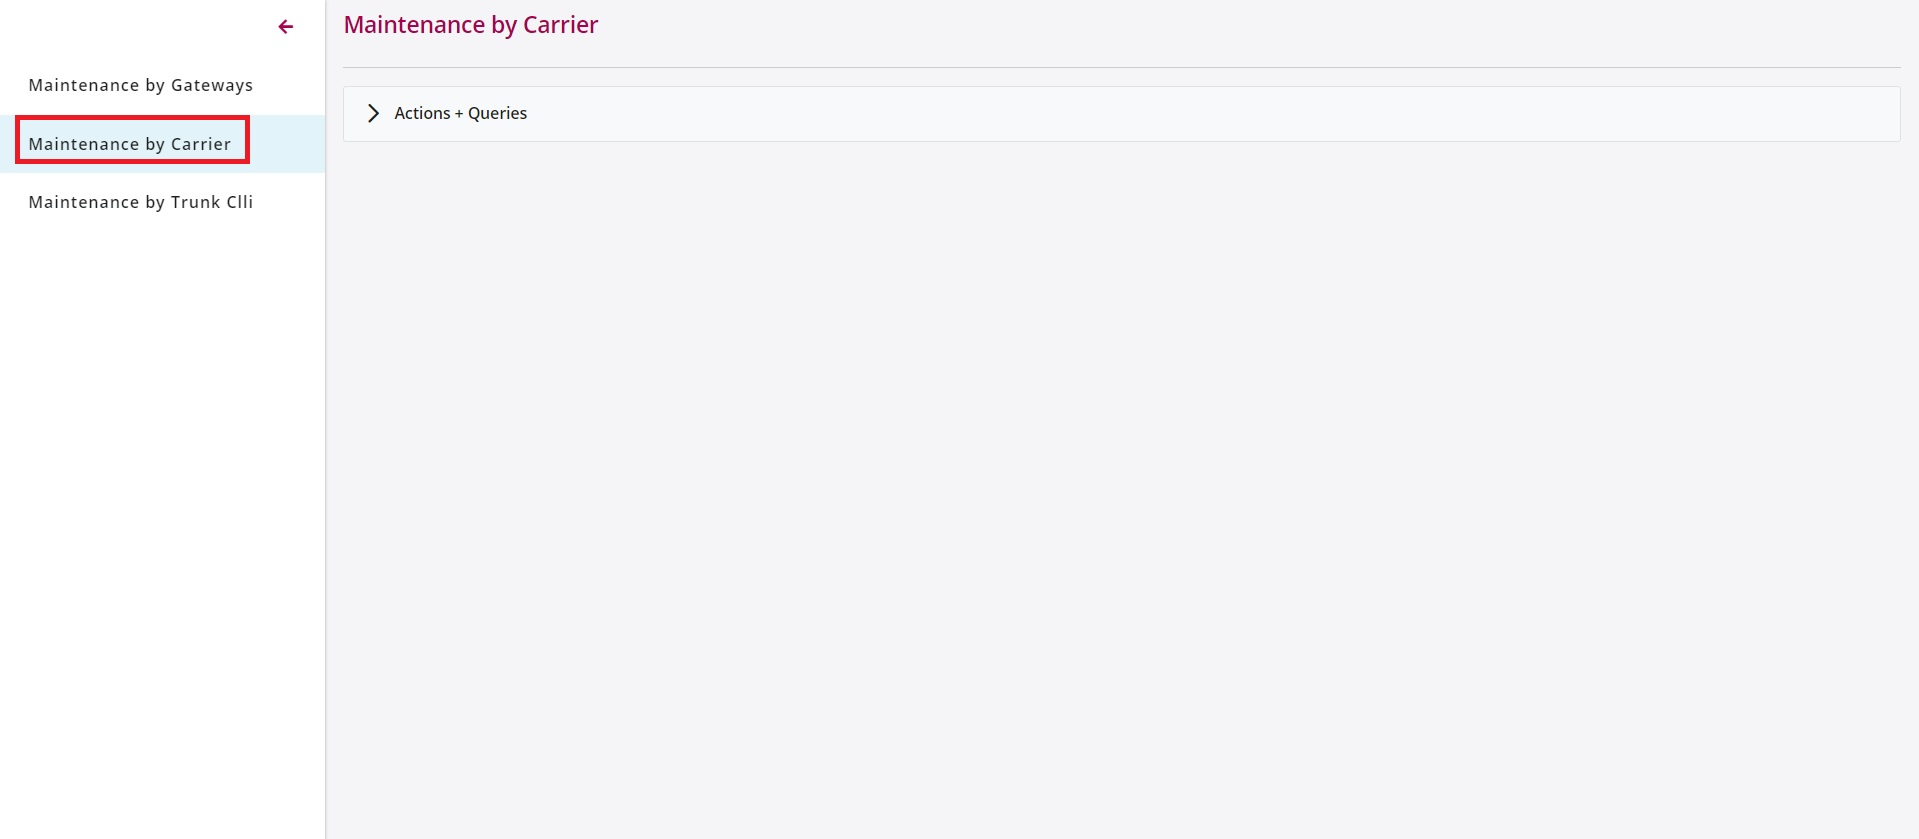 Maintenance by Gateways
Maintenance by Carrier
Maintenance by Trunk Clli
Maintenance by Carrier
Actions + Queries